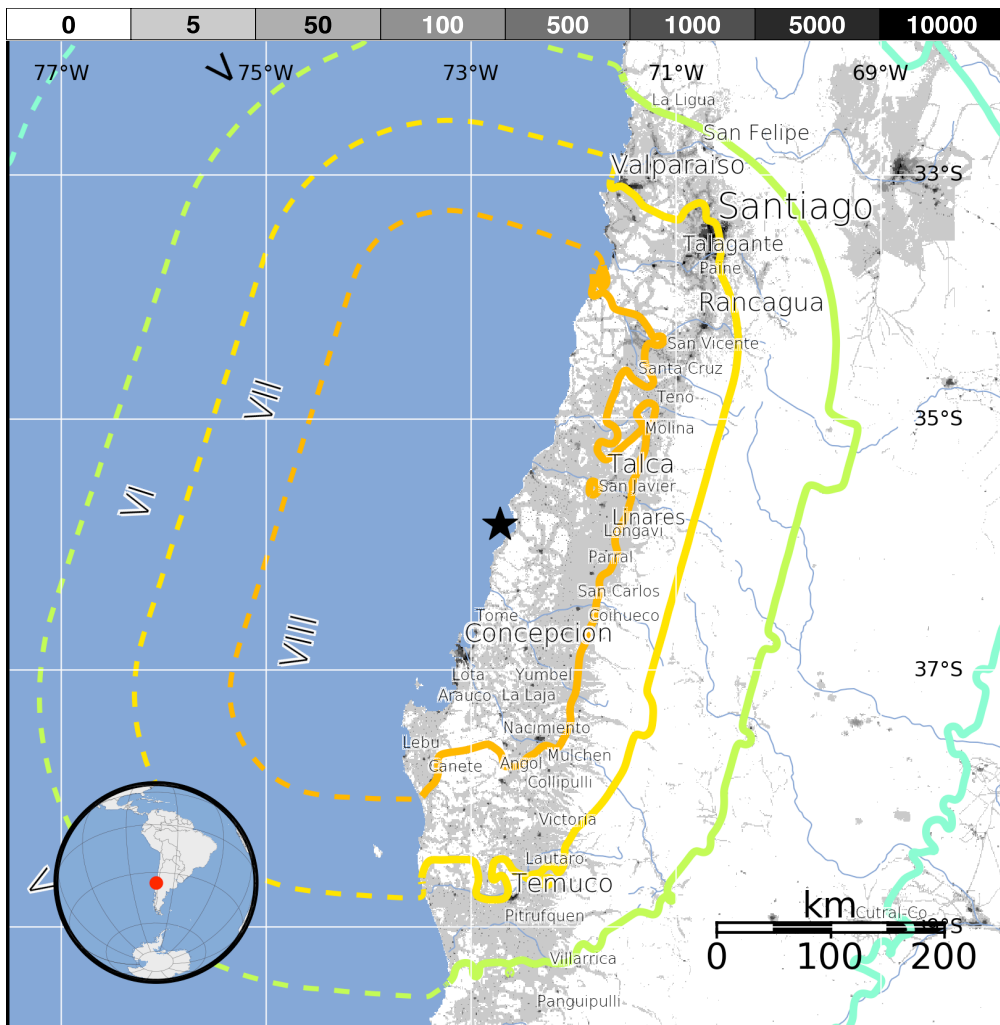 0 5 50 100 500 1000 5000 10000
77°W 75°W 73°W 71°W 69°W
V
La Ligua
San Felipe
Valparaiso
33°S
Santiago
Talagante
Paine
Rancagua
San Vicente
Santa Cruz
VII
Teno
35°S
Molina
Talca
San Javier
VI
Linares
Longavi
Parral
San Carlos
Tome
Coihueco
Concepcion
VIII
37°S
Lota
Yumbel
Arauco
La Laja
Nacimiento
Lebu
Mulchen
Canete
Angol
Collipulli
Victoria
Lautaro
V
Temuco
km
Cutral-Co
Pitrufquen
0 100 200
Villarrica
Panguipulli